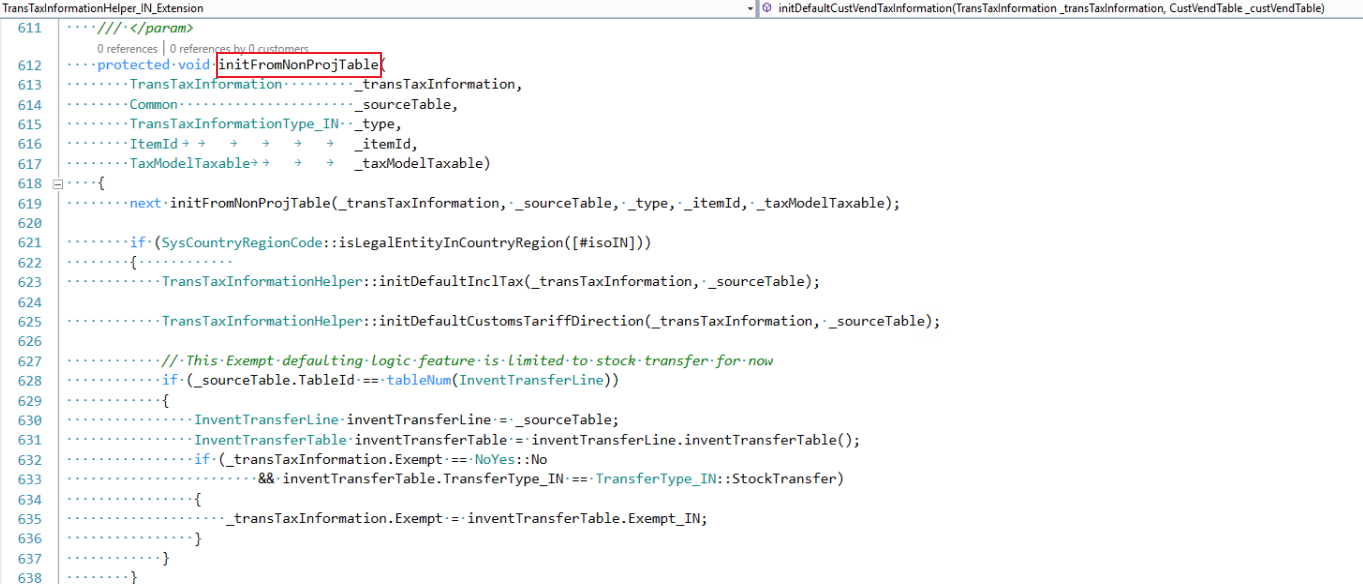 TransTaxInformationHelper_IN_Extension
initDefaultCustVendTaxInformation(TransTaxInformation _transTaxInformation, CustVendTable _custVendTable)
611 /// </param>
0 references | 0 references by 0 customers
612 protected void initFromNonProjTable(
613 TransTaxInformation _transTaxInformation,
614 Common _sourceTable,
615 TransTaxInformationType_IN _type,
616 ItemId _itemId,
617 TaxModelTaxable _taxModelTaxable)
618 {
619 next initFromNonProjTable(_transTaxInformation, _sourceTable, _type, _itemId, _taxModelTaxable);
620
621 if (SysCountryRegionCode::isLegalEntityInCountryRegion([#isoIN]))
622 {
623 TransTaxInformationHelper::initDefaultInclTax(_transTaxInformation, _sourceTable);
624
625 TransTaxInformationHelper::initDefaultCustomsTariffDirection(_transTaxInformation, _sourceTable);
626
627 // This Exempt defaulting logic feature is limited to stock transfer for now
628 if (_sourceTable.TableId == tableNum(InventTransferLine))
629 {
630 InventTransferLine inventTransferLine = _sourceTable;
631 InventTransferTable inventTransferTable = inventTransferLine.inventTransferTable();
632 if (_transTaxInformation.Exempt == NoYes::No
633 && inventTransferTable.TransferType_IN == TransferType_IN::StockTransfer)
634 {
635 _transTaxInformation.Exempt = inventTransferTable.Exempt_IN;
636 }
637 }
638 }